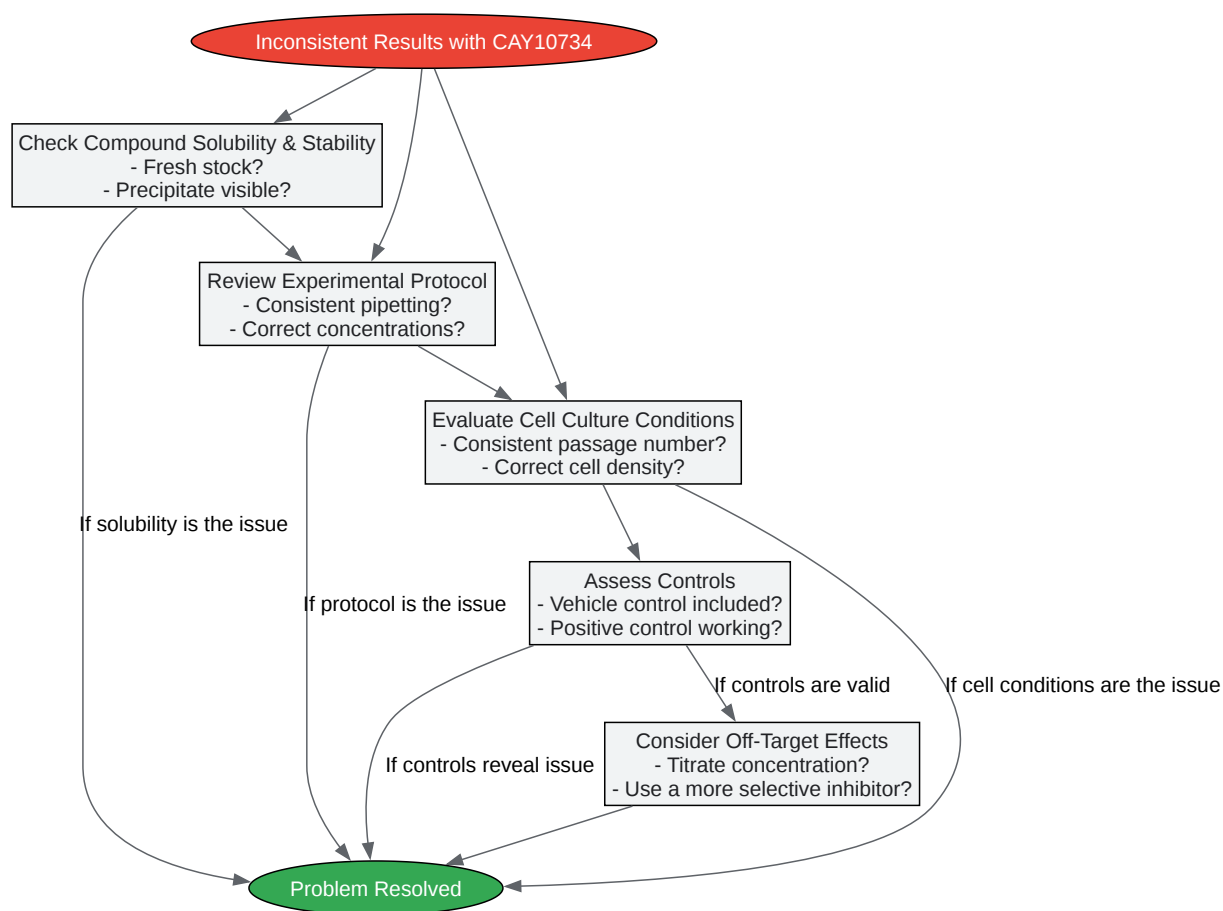 Inconsistent Results with CAY10734
Check Compound Solubility & Stability
- Fresh stock?
- Precipitate visible?
Review Experimental Protocol
- Consistent pipetting?
- Correct concentrations?
Evaluate Cell Culture Conditions
- Consistent passage number?
- Correct cell density?
If solubility is the issue
If protocol is the issue
Assess Controls
- Vehicle control included?
- Positive control working?
If controls are valid
If cell conditions are the issue
If controls reveal issue
Consider Off-Target Effects
- Titrate concentration?
- Use a more selective inhibitor?
Problem Resolved